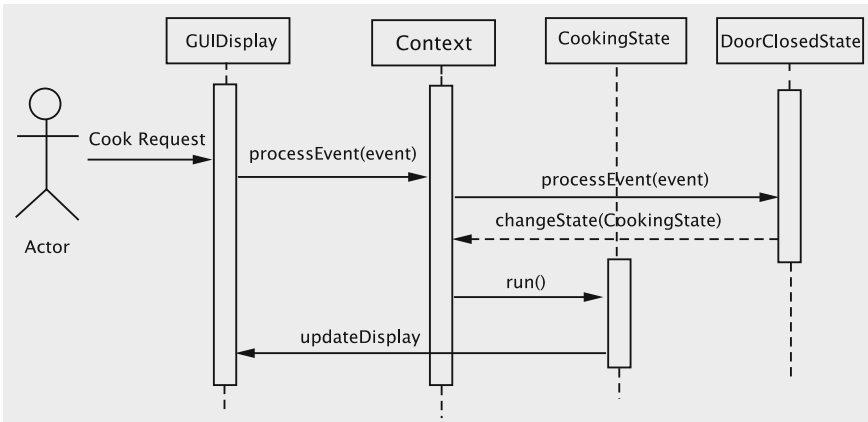 GUIDisplay
Context
CookingState
DoorClosedState
Cook Request
processEvent(event)
processEvent(event)
changeState(CookingState)
Actor
run()
updateDisplay